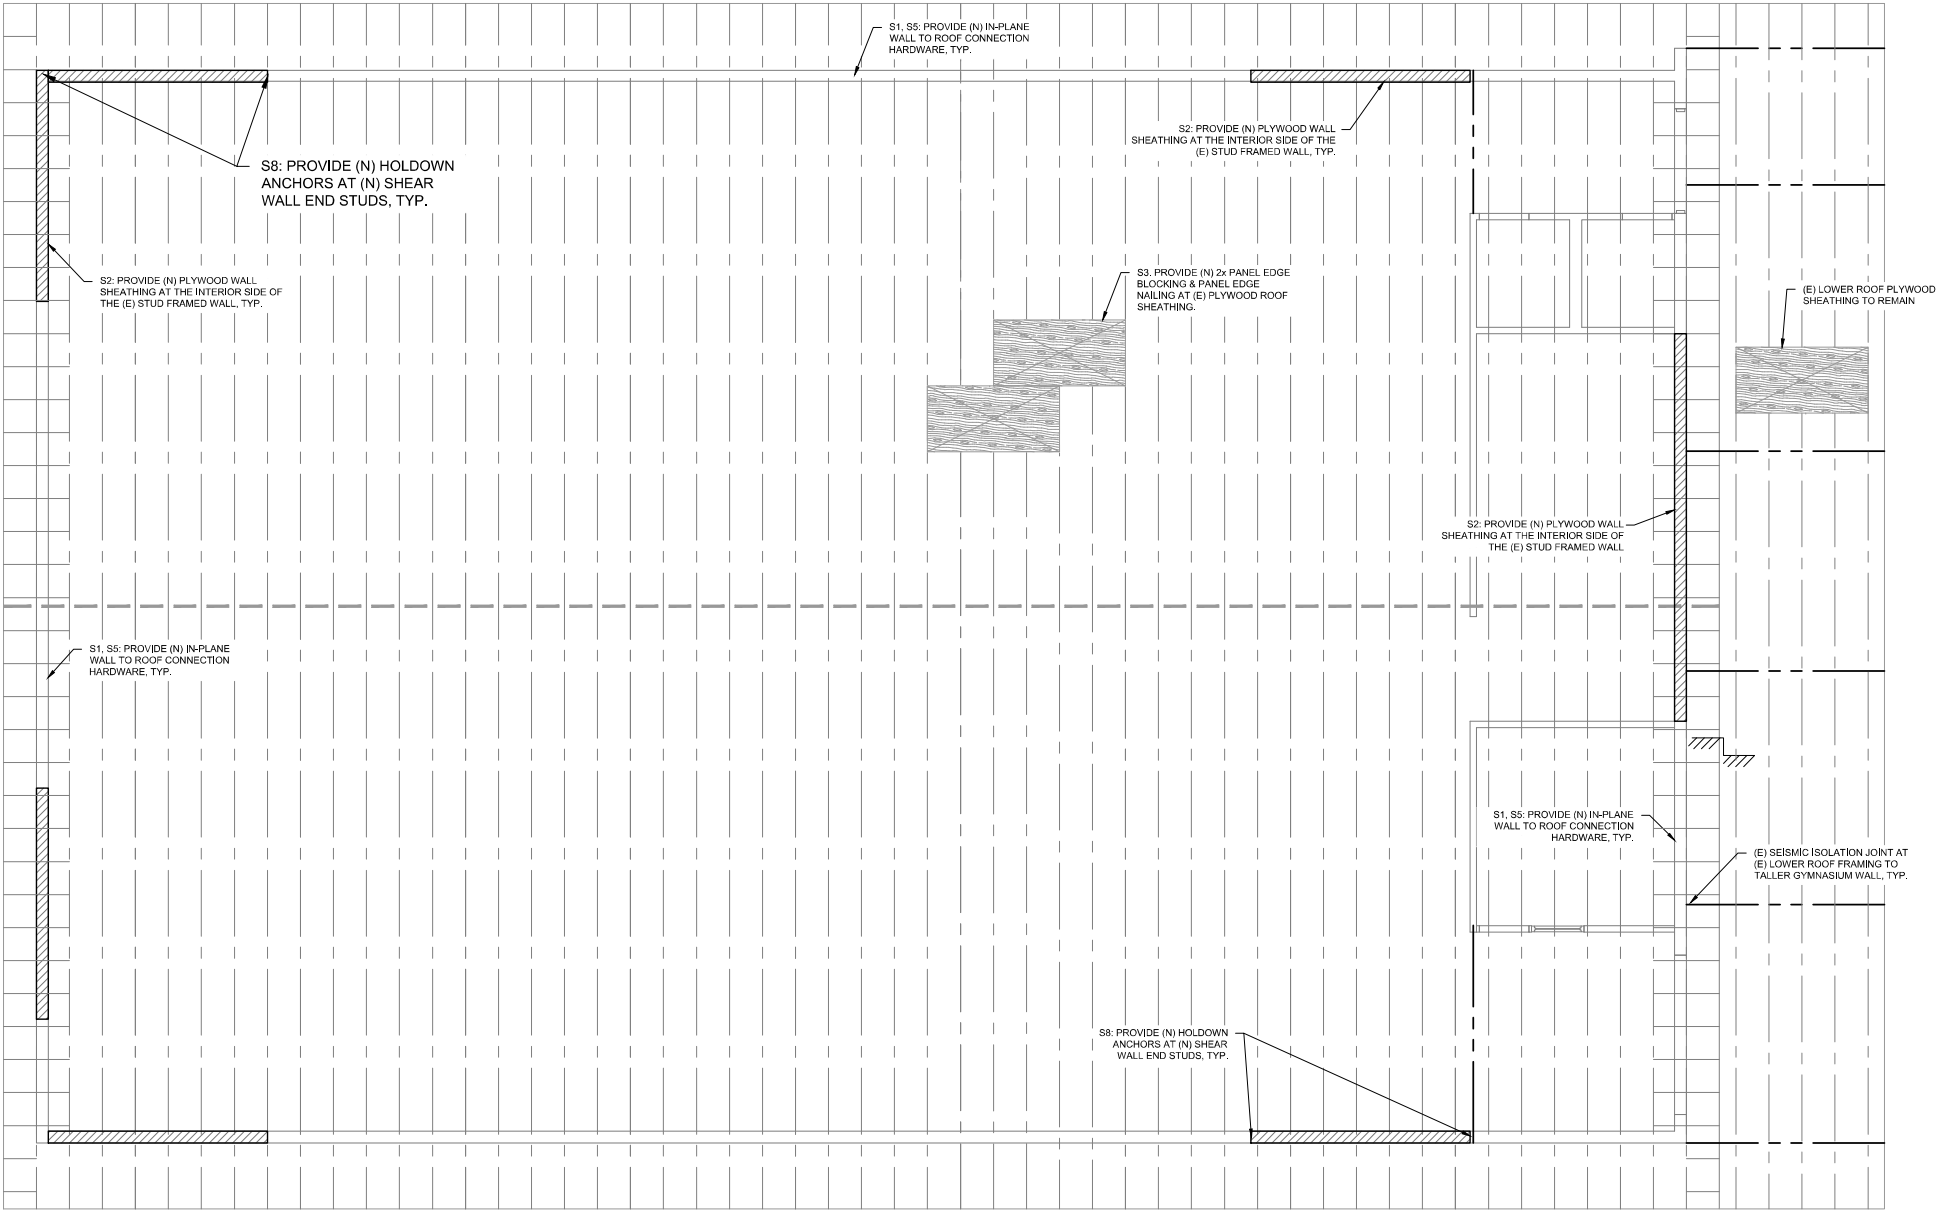 S1, S5: PROVIDE (N) IN-PLANE
WALL TO ROOF CONNECTION
HARDWARE, TYP.
S2: PROVIDE (N) PLYWOOD WALL
SHEATHING AT THE INTERIOR SIDE OF THE
(E) STUD FRAMED WALL, TYP.
S8: PROVIDE (N) HOLDOWN
ANCHORS AT (N) SHEAR
WALL END STUDS, TYP.
S2: PROVIDE (N) PLYWOOD WALL
SHEATHING AT THE INTERIOR SIDE OF
THE (E) STUD FRAMED WALL, TYP.
S3. PROVIDE (N) 2x PANEL EDGE
BLOCKING & PANEL EDGE
NAILING AT (E) PLYWOOD ROOF
SHEATHING.
(E) LOWER ROOF PLYWOOD
SHEATHING TO REMAIN
S2: PROVIDE (N) PLYWOOD WALL
SHEATHING AT THE INTERIOR SIDE OF
THE (E) STUD FRAMED WALL
S1, S5: PROVIDE (N) IN-PLANE
WALL TO ROOF CONNECTION
HARDWARE, TYP.
S1, S5: PROVIDE (N) IN-PLANE
WALL TO ROOF CONNECTION
HARDWARE, TYP.
(E) SEISMIC ISOLATION JOINT AT
(E) LOWER ROOF FRAMING TO
TALLER GYMNASIUM WALL, TYP.
S8: PROVIDE (N) HOLDOWN
ANCHORS AT (N) SHEAR
WALL END STUDS, TYP.